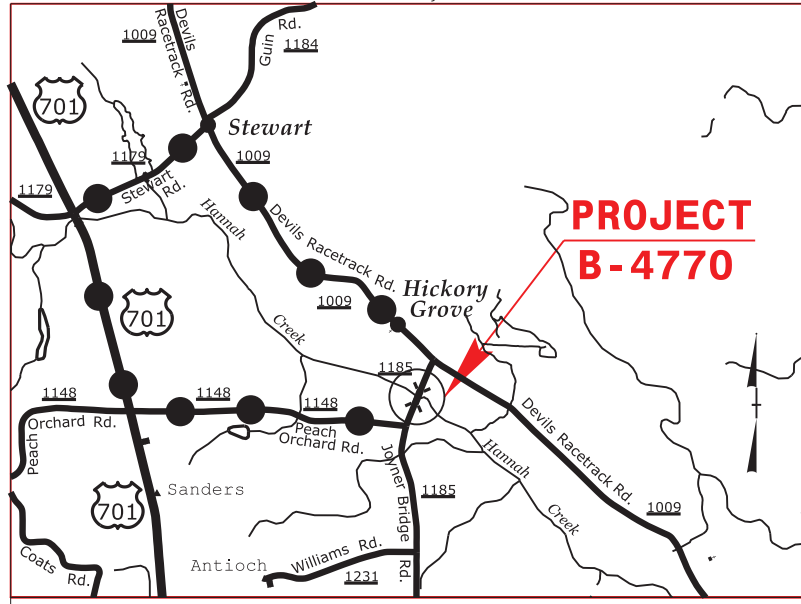 1009
Devils
Racetrack Rd.
Guin Rd.
1184
701
Stewart
1179
1009
1179
Stewart
Rd.
Hannah
Devils Racetrack Rd.
PROJECT
B-4770
701
1009
Hickory
Grove
Creek
1185
1148
1148
1148
Peach
Orchard Rd.
Peach
Orchard Rd.
Joyner Bridge
Rd.
Hannah
Creek
Devils Racetrack Rd.
Sanders
1185
1009
701
Antioch
Williams Rd.
1231
Coats
Rd.